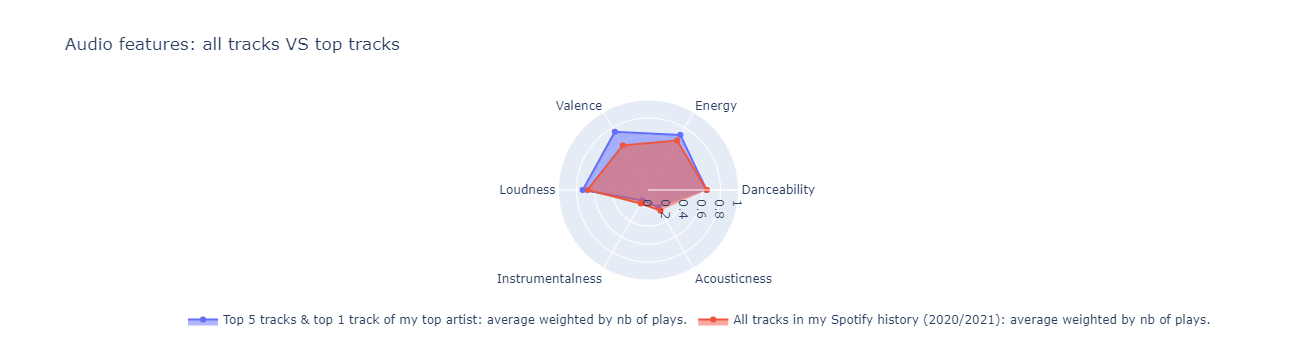 Audio features: all tracks VS top tracks
Valence
Energy
Loudness
Danceability
0
0.2
0.4
0.6
0.8
1
Instrumentalness
Acousticness
Top 5 tracks & top 1 track of my top artist: average weighted by nb of plays.
All tracks in my Spotify history (2020/2021): average weighted by nb of plays.